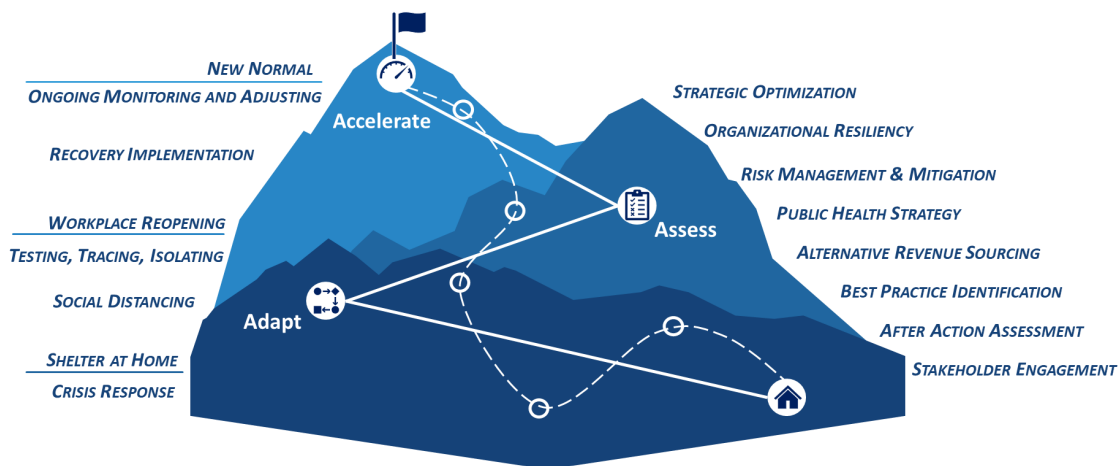 New Normal
Ongoing Monitoring and Adjusting
Recovery Implementation
Workplace Reopening
Testing, Tracing, Isolating
Social Distancing
Shelter at Home
Crisis Response
Accelerate
Assess
Adapt
Strategic Optimization
Organizational Resiliency
Risk Management & Mitigation
Public Health Strategy
Alternative Revenue Sourcing
Best Practice Identification
After Action Assessment
Stakeholder Engagement